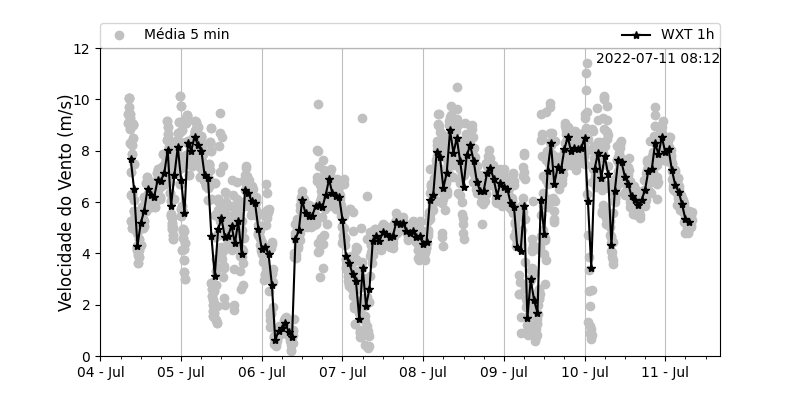 Média 5 min
WXT 1h
2022-07-11 08:12
Velocidade do Vento (m/s)
12
10
8
6
4
2
0
04 - Jul
05 - Jul
06 - Jul
07 - Jul
08 - Jul
09 - Jul
10 - Jul
11 - Jul